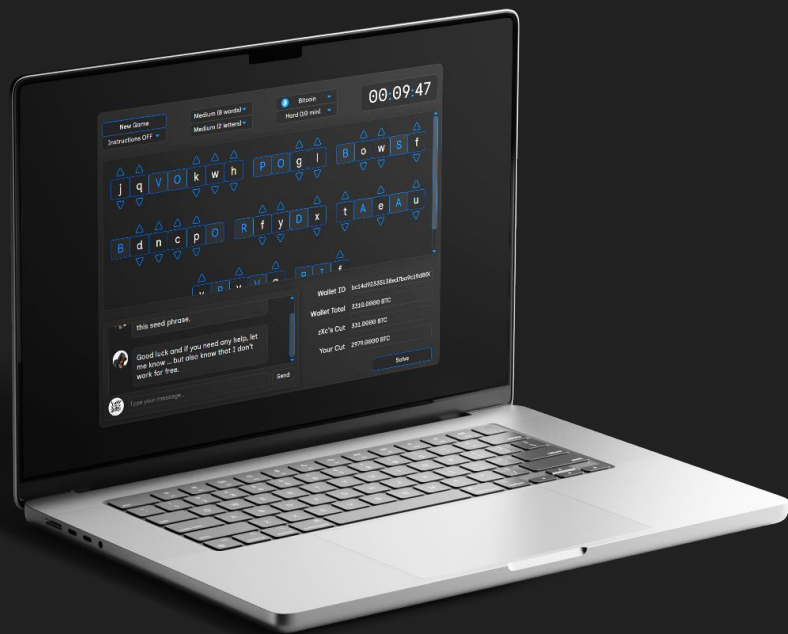 New Game
Instructions OFF
Medium (8 words)
Medium (2 letters)
Bitcoin
Hard (10 min)
00:09:47
j q V O k w h P O g l B o w S f
B d n c p O R f y D x t A e A u
this seed phrase.
Good luck and if you need any help, let
me know ... but also know that I don't
work for free.
Type your message...
Send
Wallet ID
Wallet Total 3310.0000 BTC
zXc's Cut 331.0000 BTC
Your Cut 2979.0000 BTC
Solve